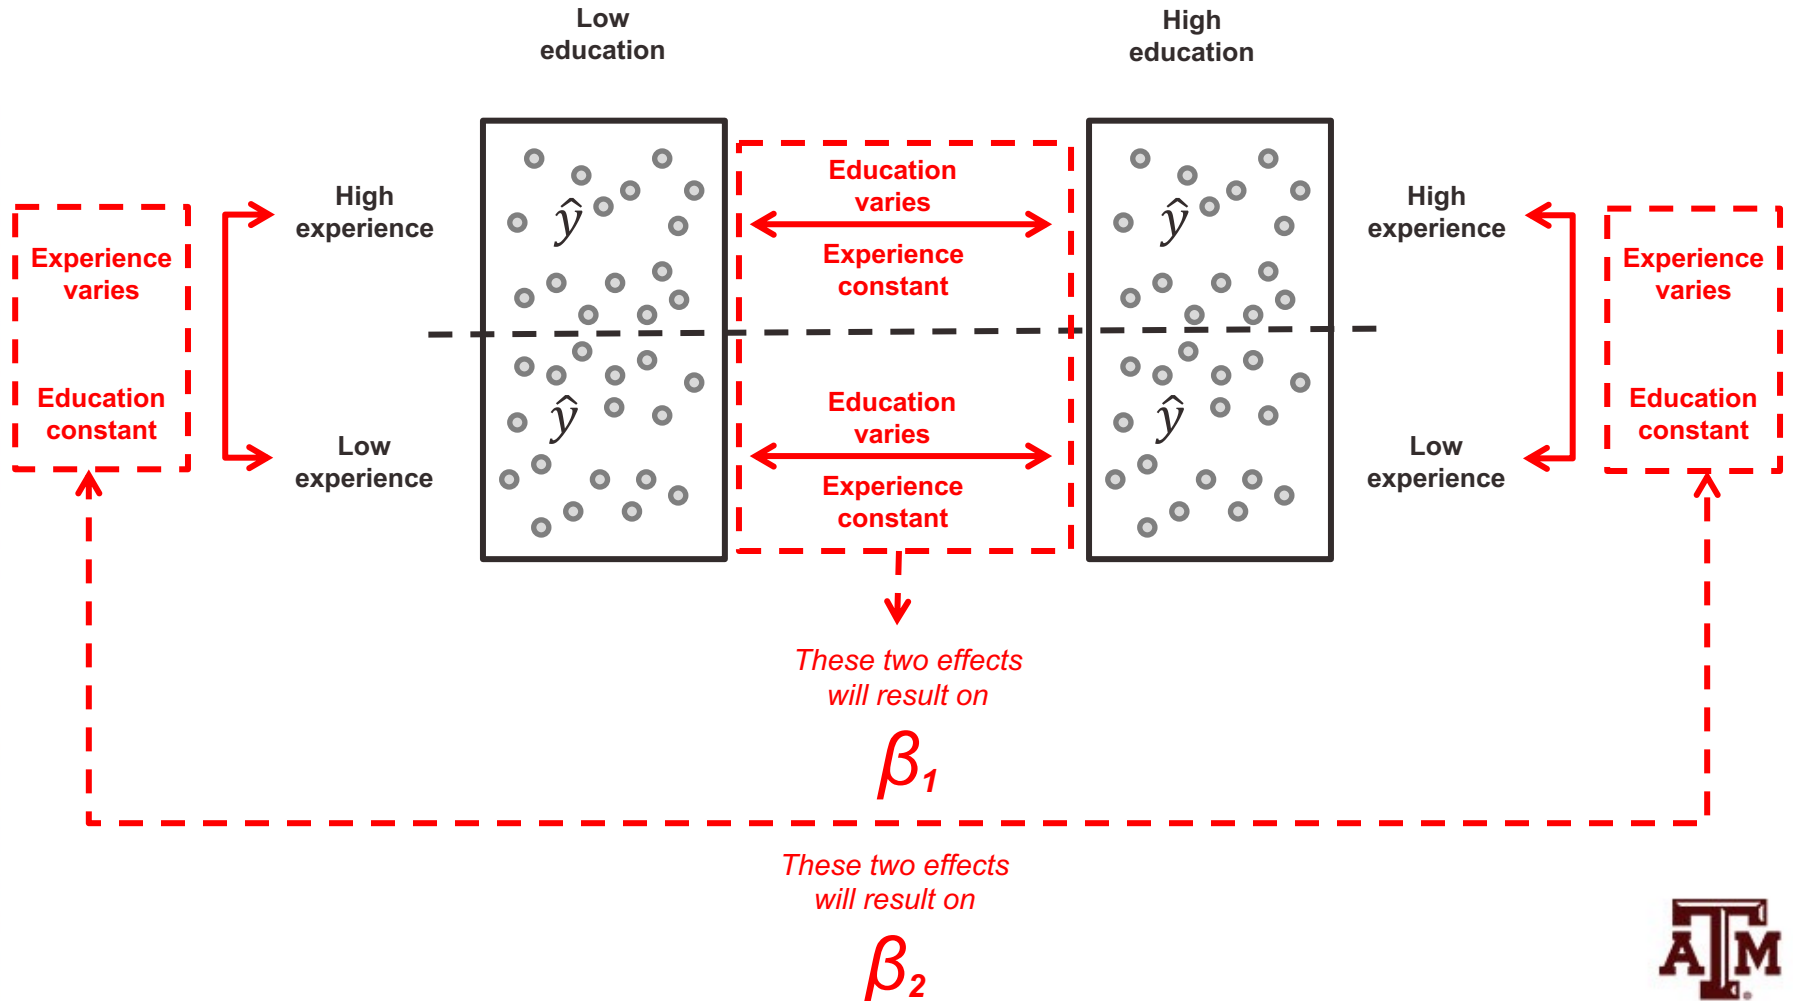 Low
education
High
education
High
experience
Low
experience
Experience
varies
Education
constant
ŷ
ŷ
Education
varies
Experience
constant
Education
varies
Experience
constant
ŷ
ŷ
High
experience
Low
experience
Experience
varies
Education
constant
These two effects
will result on
β1
These two effects
will result on
β2
ATM